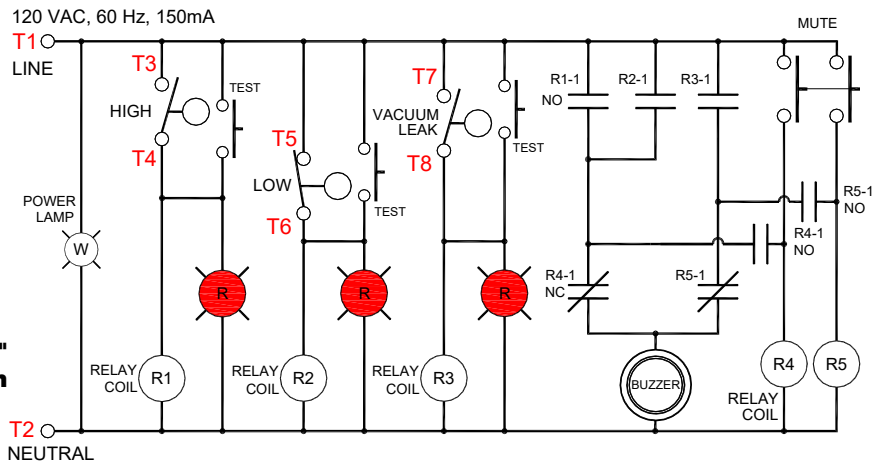 120 VAC, 60 Hz, 150mA
T1
LINE
T3
HIGH
T4
TEST
T5
LOW
T6
TEST
T7
VACUUM
LEAK
T8
TEST
R1-1
NO
R2-1
R3-1
MUTE
R5-1
NO
R4-1
NO
R4-1
NC
R5-1
POWER
LAMP
W
R
R
R
RELAY
COIL
R1
RELAY
COIL
R2
RELAY
COIL
R3
BUZZER
R4
RELAY
COIL
R5
T2
NEUTRAL